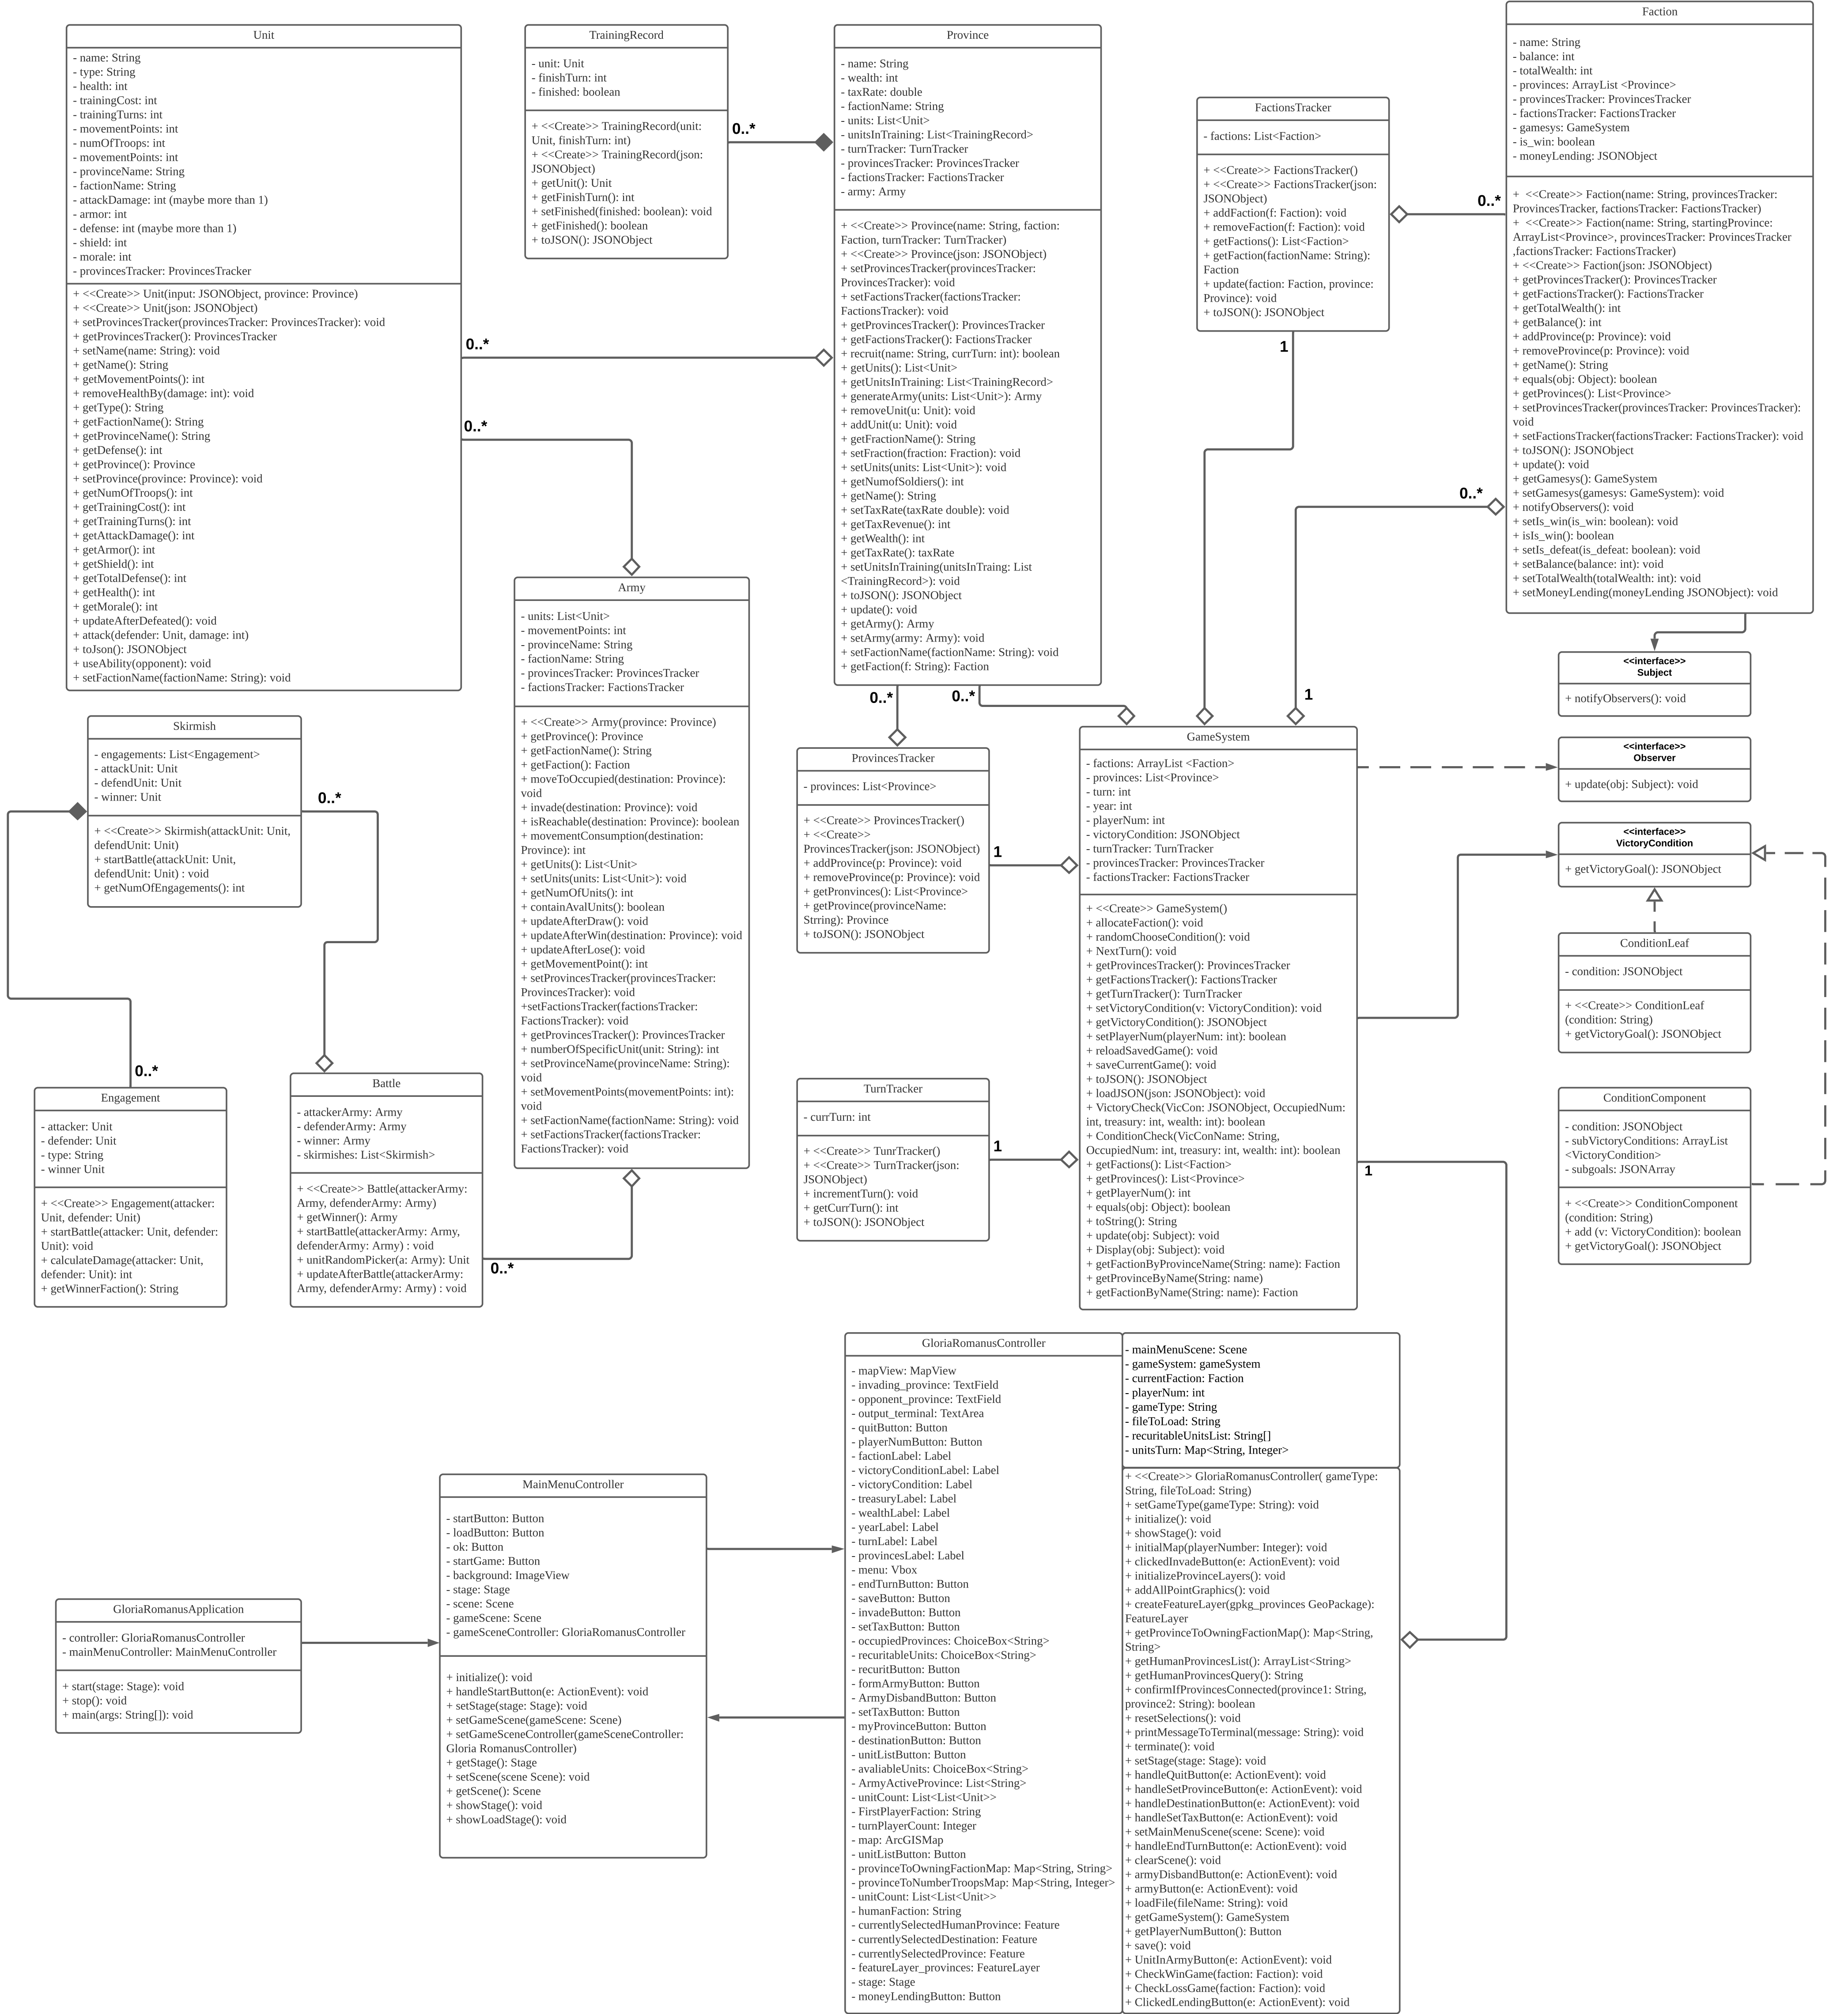 Unit
- name: String
- type: String
- health: int
- trainingCost: int
- trainingTurns: int
- movementPoints: int
- numOfTroops: int
- movementPoints: int
- provinceName: String
- factionName: String
- attackDamage: int (maybe more than 1)
- armor: int
- defense: int (maybe more than 1)
- shield: int
- morale: int
- provincesTracker: ProvincesTracker
+ <<Create>> Unit(input: JSONObject, province: Province)
+ <<Create>> Unit(json: JSONObject)
+ setProvincesTracker(provincesTracker: ProvincesTracker): void
+ getProvincesTracker(): ProvincesTracker
+ setName(name: String): void
+ getName(): String
+ getMovementPoints(): int
+ removeHealthBy(damage: int): void
+ getType(): String
+ getFactionName(): String
+ getProvinceName(): String
+ getDefense(): int
+ getProvince(): Province
+ setProvince(province: Province): void
+ getNumOfTroops(): int
+ getTrainingCost(): int
+ getTrainingTurns(): int
+ getAttackDamage(): int
+ getArmor(): int
+ getShield(): int
+ getTotalDefense(): int
+ getHealth(): int
+ getMorale(): int
+ updateAfterDefeated(): void
+ attack(defender: Unit, damage: int)
+ toJson(): JSONObject
+ useAbility(opponent): void
+ setFactionName(factionName: String): void
TrainingRecord
- unit: Unit
- finishTurn: int
- finished: boolean
+ <<Create>> TrainingRecord(unit:
Unit, finishTurn: int)
+ <<Create>> TrainingRecord(json:
JSONObject)
+ getUnit(): Unit
+ getFinishTurn(): int
+ setFinished(finished: boolean): void
+ getFinished(): boolean
+ toJSON(): JSONObject
0..*
0..*
0..*
Province
- name: String
- wealth: int
- taxRate: double
- factionName: String
- units: List<Unit>
- unitsInTraining: List<TrainingRecord>
- turnTracker: TurnTracker
- provincesTracker: ProvincesTracker
- factionsTracker: FactionsTracker
- army: Army
+ <<Create>> Province(name: String, faction:
Faction, turnTracker: TurnTracker)
+ <<Create>> Province(json: JSONObject)
+ setProvincesTracker(provincesTracker:
ProvincesTracker): void
+ setFactionsTracker(factionsTracker:
FactionsTracker): void
+ getProvincesTracker(): ProvincesTracker
+ getFactionsTracker(): FactionsTracker
+ recruit(name: String, currTurn: int): boolean
+ getUnits(): List<Unit>
+ getUnitsInTraining: List<TrainingRecord>
+ generateArmy(units: List<Unit>): Army
+ removeUnit(u: Unit): void
+ addUnit(u: Unit): void
+ getFractionName(): String
+ setFraction(fraction: Fraction): void
+ setUnits(units: List<Unit>): void
+ getNumofSoldiers(): int
+ getName(): String
+ setTaxRate(taxRate double): void
+ getTaxRevenue(): int
+ getWealth(): int
+ getTaxRate(): taxRate
+ setUnitsInTraining(unitsInTraing: List
<TrainingRecord>): void
+ toJSON(): JSONObject
+ update(): void
+ getArmy(): Army
+ setArmy(army: Army): void
+ setFactionName(factionName: String): void
+ getFaction(f: String): Faction
0..*
0..*
FactionsTracker
- factions: List<Faction>
+ <<Create>> FactionsTracker()
+ <<Create>> FactionsTracker(json:
JSONObject)
+ addFaction(f: Faction): void
+ removeFaction(f: Faction): void
+ getFactions(): List<Faction>
+ getFaction(factionName: String):
Faction
+ update(faction: Faction, province:
Province): void
+ toJSON(): JSONObject
1
0..*
0..*
1
Faction
- name: String
- balance: int
- totalWealth: int
- provinces: ArrayList <Province>
- provincesTracker: ProvincesTracker
- factionsTracker: FactionsTracker
- gamesys: GameSystem
- is_win: boolean
- moneyLending: JSONObject
+ <<Create>> Faction(name: String, provincesTracker:
ProvincesTracker, factionsTracker: FactionsTracker)
+ <<Create>> Faction(name: String, startingProvince:
ArrayList<Province>, provincesTracker: ProvincesTracker
,factionsTracker: FactionsTracker)
+ <<Create>> Faction(json: JSONObject)
+ getProvincesTracker(): ProvincesTracker
+ getFactionsTracker(): FactionsTracker
+ getTotalWealth(): int
+ getBalance(): int
+ addProvince(p: Province): void
+ removeProvince(p: Province): void
+ getName(): String
+ equals(obj: Object): boolean
+ getProvinces(): List<Province>
+ setProvincesTracker(provincesTracker: ProvincesTracker):
void
+ setFactionsTracker(factionsTracker: FactionsTracker): void
+ toJSON(): JSONObject
+ update(): void
+ getGamesys(): GameSystem
+ setGamesys(gamesys: GameSystem): void
+ notifyObservers(): void
+ setIs_win(is_win: boolean): void
+ isIs_win(): boolean
+ setIs_defeat(is_defeat: boolean): void
+ setBalance(balance: int): void
+ setTotalWealth(totalWealth: int): void
+ setMoneyLending(moneyLending JSONObject): void
<<interface>>
Subject
+ notifyObservers(): void
<<interface>>
Observer
+ update(obj: Subject): void
<<interface>>
VictoryCondition
+ getVictoryGoal(): JSONObject
ConditionLeaf
- condition: JSONObject
+ <<Create>> ConditionLeaf
(condition: String)
+ getVictoryGoal(): JSONObject
ConditionComponent
- condition: JSONObject
- subVictoryConditions: ArrayList
<VictoryCondition>
- subgoals: JSONArray
+ <<Create>> ConditionComponent
(condition: String)
+ add (v: VictoryCondition): boolean
+ getVictoryGoal(): JSONObject
Army
- units: List<Unit>
- movementPoints: int
- provinceName: String
- factionName: String
- provincesTracker: ProvincesTracker
- factionsTracker: FactionsTracker
+ <<Create>> Army(province: Province)
+ getProvince(): Province
+ getFactionName(): String
+ getFaction(): Faction
+ moveToOccupied(destination: Province):
void
+ invade(destination: Province): void
+ isReachable(destination: Province): boolean
+ movementConsumption(destination:
Province): int
+ getUnits(): List<Unit>
+ setUnits(units: List<Unit>): void
+ getNumOfUnits(): int
+ containAvalUnits(): boolean
+ updateAfterDraw(): void
+ updateAfterWin(destination: Province): void
+ updateAfterLose(): void
+ getMovementPoint(): int
+ setProvincesTracker(provincesTracker:
ProvincesTracker): void
+setFactionsTracker(factionsTracker:
FactionsTracker): void
+ getProvincesTracker(): ProvincesTracker
+ numberOfSpecificUnit(unit: String): int
+ setProvinceName(provinceName: String):
void
+ setMovementPoints(movementPoints: int):
void
+ setFactionName(factionName: String): void
+ setFactionsTracker(factionsTracker:
FactionsTracker): void
Skirmish
- engagements: List<Engagement>
- attackUnit: Unit
- defendUnit: Unit
- winner: Unit
+ <<Create>> Skirmish(attackUnit: Unit,
defendUnit: Unit)
+ startBattle(attackUnit: Unit,
defendUnit: Unit) : void
+ getNumOfEngagements(): int
0..*
0..*
Engagement
- attacker: Unit
- defender: Unit
- type: String
- winner Unit
+ <<Create>> Engagement(attacker:
Unit, defender: Unit)
+ startBattle(attacker: Unit, defender:
Unit): void
+ calculateDamage(attacker: Unit,
defender: Unit): int
+ getWinnerFaction(): String
Battle
- attackerArmy: Army
- defenderArmy: Army
- winner: Army
- skirmishes: List<Skirmish>
+ <<Create>> Battle(attackerArmy:
Army, defenderArmy: Army)
+ getWinner(): Army
+ startBattle(attackerArmy: Army,
defenderArmy: Army) : void
+ unitRandomPicker(a: Army): Unit
+ updateAfterBattle(attackerArmy:
Army, defenderArmy: Army) : void
0..*
ProvincesTracker
- provinces: List<Province>
+ <<Create>> ProvincesTracker()
+ <<Create>>
ProvincesTracker(json: JSONObject)
+ addProvince(p: Province): void
+ removeProvince(p: Province): void
+ getPronvinces(): List<Province>
+ getProvince(provinceName:
Strring): Province
+ toJSON(): JSONObject
1
TurnTracker
- currTurn: int
+ <<Create>> TunrTracker()
+ <<Create>> TurnTracker(json:
JSONObject)
+ incrementTurn(): void
+ getCurrTurn(): int
+ toJSON(): JSONObject
1
GameSystem
- factions: ArrayList <Faction>
- provinces: List<Province>
- turn: int
- year: int
- playerNum: int
- victoryCondition: JSONObject
- turnTracker: TurnTracker
- provincesTracker: ProvincesTracker
- factionsTracker: FactionsTracker
+ <<Create>> GameSystem()
+ allocateFaction(): void
+ randomChooseCondition(): void
+ NextTurn(): void
+ getProvincesTracker(): ProvincesTracker
+ getFactionsTracker(): FactionsTracker
+ getTurnTracker(): TurnTracker
+ setVictoryCondition(v: VictoryCondition): void
+ getVictoryCondition(): JSONObject
+ setPlayerNum(playerNum: int): boolean
+ reloadSavedGame(): void
+ saveCurrentGame(): void
+ toJSON(): JSONObject
+ loadJSON(json: JSONObject): void
+ VictoryCheck(VicCon: JSONObject, OccupiedNum:
int, treasury: int, wealth: int): boolean
+ ConditionCheck(VicConName: String,
OccupiedNum: int, treasury: int, wealth: int): boolean
+ getFactions(): List<Faction>
+ getProvinces(): List<Province>
+ getPlayerNum(): int
+ equals(obj: Object): boolean
+ toString(): String
+ update(obj: Subject): void
+ Display(obj: Subject): void
+ getFactionByProvinceName(String: name): Faction
+ getProvinceByName(String: name)
+ getFactionByName(String: name): Faction
1
GloriaRomanusApplication
- controller: GloriaRomanusController
- mainMenuController: MainMenuController
+ start(stage: Stage): void
+ stop(): void
+ main(args: String[]): void
MainMenuController
- startButton: Button
- loadButton: Button
- ok: Button
- startGame: Button
- background: ImageView
- stage: Stage
- scene: Scene
- gameScene: Scene
- gameSceneController: GloriaRomanusController
+ initialize(): void
+ handleStartButton(e: ActionEvent): void
+ setStage(stage: Stage): void
+ setGameScene(gameScene: Scene)
+ setGameSceneController(gameSceneController:
Gloria RomanusController)
+ getStage(): Stage
+ setScene(scene Scene): void
+ getScene(): Scene
+ showStage(): void
+ showLoadStage(): void
GloriaRomanusController
- mapView: MapView
- invading_province: TextField
- opponent_province: TextField
- output_terminal: TextArea
- quitButton: Button
- playerNumButton: Button
- factionLabel: Label
- victoryConditionLabel: Label
- victoryCondition: Label
- treasuryLabel: Label
- wealthLabel: Label
- yearLabel: Label
- turnLabel: Label
- provincesLabel: Label
- menu: Vbox
- endTurnButton: Button
- saveButton: Button
- invadeButton: Button
- setTaxButton: Button
- occupiedProvinces: ChoiceBox<String>
- recuritableUnits: ChoiceBox<String>
- recuritButton: Button
- formArmyButton: Button
- ArmyDisbandButton: Button
- setTaxButton: Button
- myProvinceButton: Button
- destinationButton: Button
- unitListButton: Button
- avaliableUnits: ChoiceBox<String>
- ArmyActiveProvince: List<String>
- unitCount: List<List<Unit>>
- FirstPlayerFaction: String
- turnPlayerCount: Integer
- map: ArcGISMap
- unitListButton: Button
- provinceToOwningFactionMap: Map<String, String>
- provinceToNumberTroopsMap: Map<String, Integer>
- unitCount: List<List<Unit>>
- humanFaction: String
- currentlySelectedHumanProvince: Feature
- currentlySelectedDestination: Feature
- currentlySelectedProvince: Feature
- featureLayer_provinces: FeatureLayer
- stage: Stage
- moneyLendingButton: Button
- mainMenuScene: Scene
- gameSystem: gameSystem
- currentFaction: Faction
- playerNum: int
- gameType: String
- fileToLoad: String
- recuritableUnitsList: String[]
- unitsTurn: Map<String, Integer>
+ <<Create>> GloriaRomanusController( gameType:
String, fileToLoad: String)
+ setGameType(gameType: String): void
+ initialize(): void
+ showStage(): void
+ initialMap(playerNumber: Integer): void
+ clickedInvadeButton(e: ActionEvent): void
+ initializeProvinceLayers(): void
+ addAllPointGraphics(): void
+ createFeatureLayer(gpkg_provinces GeoPackage):
FeatureLayer
+ getProvinceToOwningFactionMap(): Map<String,
String>
+ getHumanProvincesList(): ArrayList<String>
+ getHumanProvincesQuery(): String
+ confirmIfProvincesConnected(province1: String,
province2: String): boolean
+ resetSelections(): void
+ printMessageToTerminal(message: String): void
+ terminate(): void
+ setStage(stage: Stage): void
+ handleQuitButton(e: ActionEvent): void
+ handleSetProvinceButton(e: ActionEvent): void
+ handleDestinationButton(e: ActionEvent): void
+ handleSetTaxButton(e: ActionEvent): void
+ setMainMenuScene(scene: Scene): void
+ handleEndTurnButton(e: ActionEvent): void
+ clearScene(): void
+ armyDisbandButton(e: ActionEvent): void
+ armyButton(e: ActionEvent): void
+ loadFile(fileName: String): void
+ getGameSystem(): GameSystem
+ getPlayerNumButton(): Button
+ save(): void
+ UnitInArmyButton(e: ActionEvent): void
+ CheckWinGame(faction: Faction): void
+ CheckLossGame(faction: Faction): void
+ ClickedLendingButton(e: ActionEvent): void